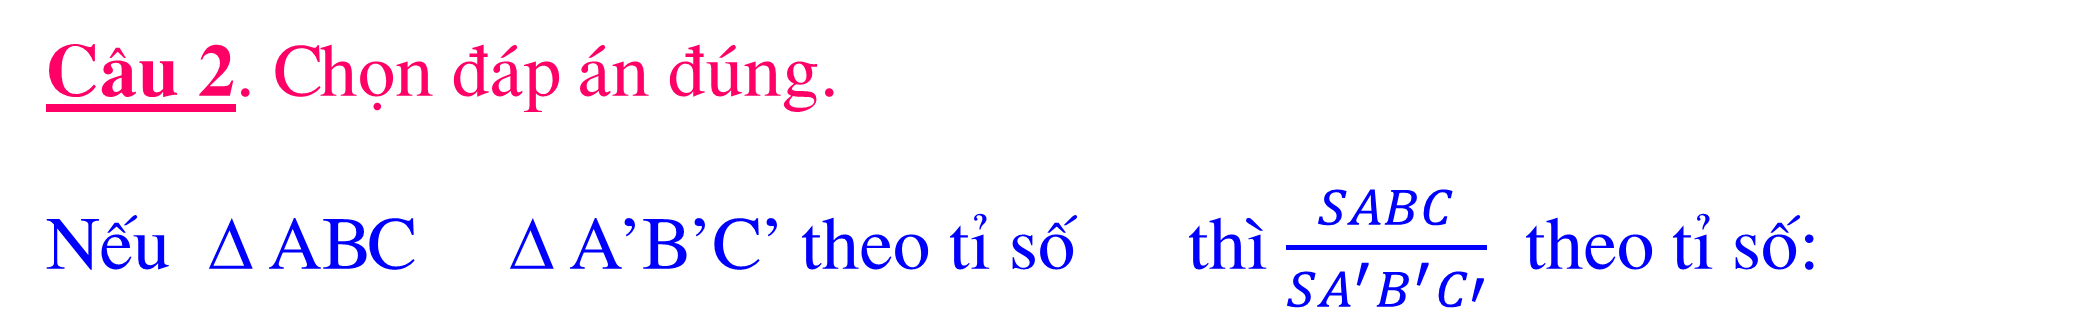 Câu 2. Chọn đáp án đúng.
Nếu Δ ABC Δ A’B’C’ theo tỉ số thì SABC/SA′B′C′ theo tỉ số: